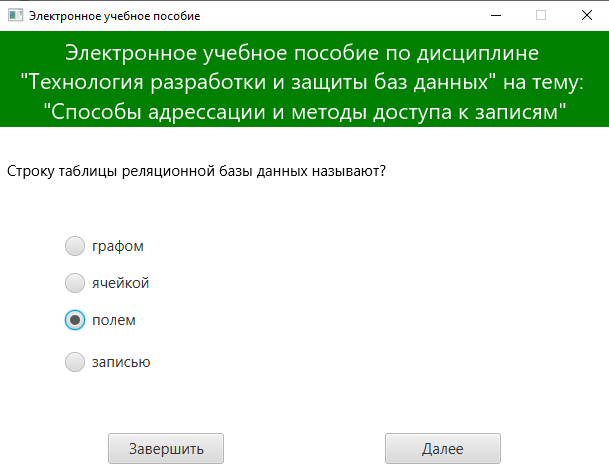 Электронное учебное пособие
Электронное учебное пособие по дисциплине
"Технология разработки и защиты баз данных" на тему:
"Способы адрессации и методы доступа к записям"
Строку таблицы реляционной базы данных называют?
графом
ячейкой
полем
записью
Завершить
Далее